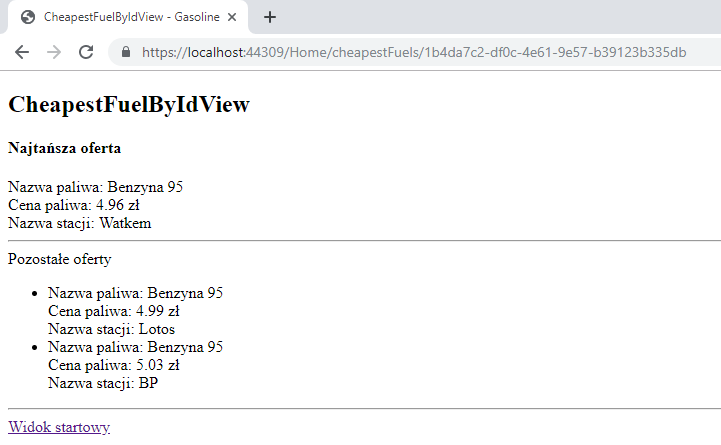 CheapestFuelByIdView - Gasoline
https://localhost:44309/Home/cheapestFuels/1b4da7c2-df0c-4e61-9e57-b39123b335db
CheapestFuelByIdView
Najtańsza oferta
Nazwa paliwa: Benzyna 95
Cena paliwa: 4.96 zł
Nazwa stacji: Watkem
Pozostałe oferty
Nazwa paliwa: Benzyna 95
Cena paliwa: 4.99 zł
Nazwa stacji: Lotos
Nazwa paliwa: Benzyna 95
Cena paliwa: 5.03 zł
Nazwa stacji: BP
Widok startowy